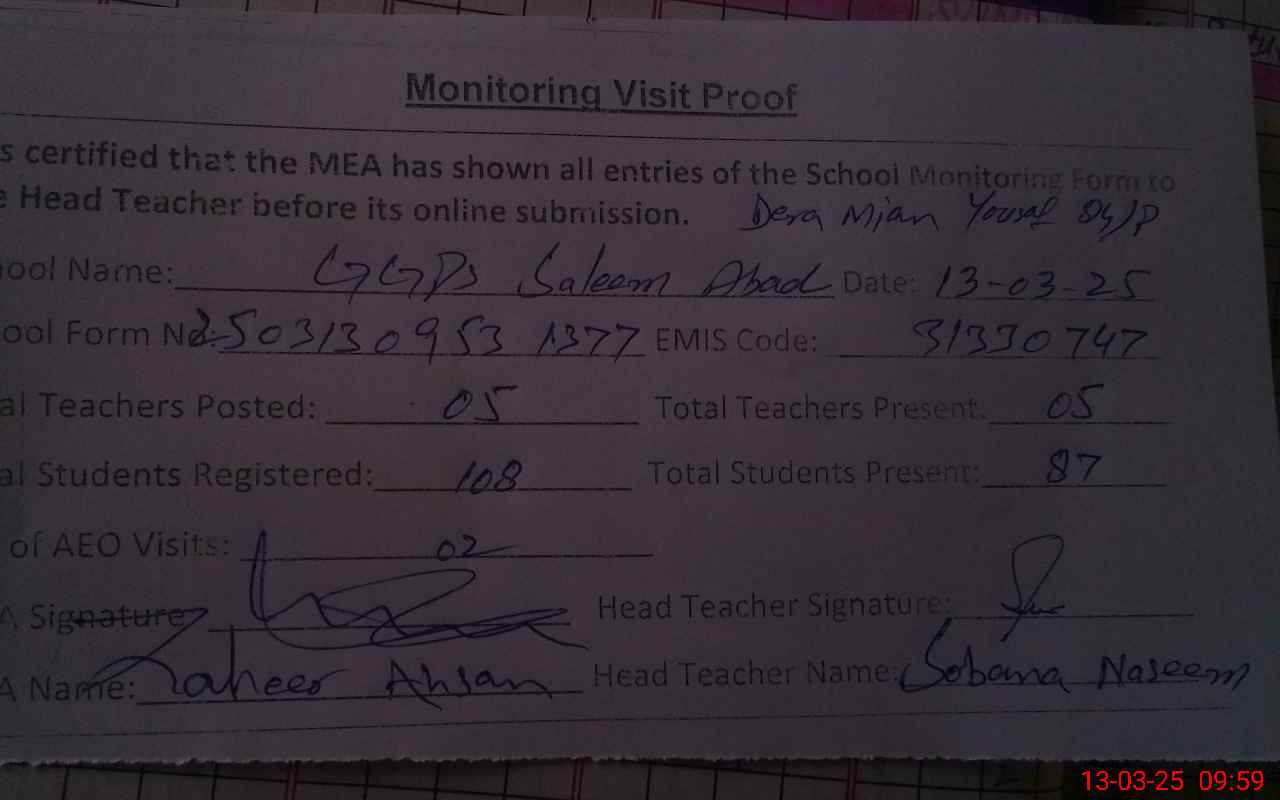 Monitoring Visit Proof
s certified that the MEA has shown all entries of the School Monitoring Form to
e Head Teacher before its online submission. Dera Mian Yousaf
ool Name: GGPS Saleem Abad Date: 13-03-25
ool Form No. 25031309531377 EMIS Code: 31330747
al Teachers Posted: 05 Total Teachers Present: 05
al Students Registered: 108 Total Students Present: 87
of AEO Visits: 02
A Signature Head Teacher Signature:
A Name: Zaheer Ahsan Head Teacher Name: Sobana Naseem
13-03-25 09:59